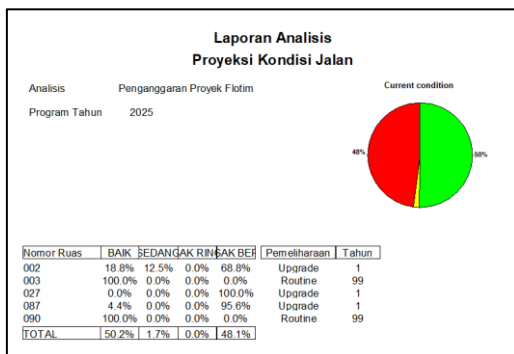 Laporan Analisis
Proyeksi Kondisi Jalan
Analisis Penganggaran Proyek Flotim
Program Tahun 2025
Current condition
48%
50%
Nomor Ruas BAIK SEDANG GAK RING SAK BER Pemeliharaan Tahun
002 18.8% 12.5% 0.0% 68.8% Upgrade 1
003 100.0% 0.0% 0.0% 0.0% Routine 99
027 0.0% 0.0% 0.0% 100.0% Upgrade 1
087 4.4% 0.0% 0.0% 95.6% Upgrade 1
090 100.0% 0.0% 0.0% 0.0% Routine 99
TOTAL 50.2% 1.7% 0.0% 48.1%